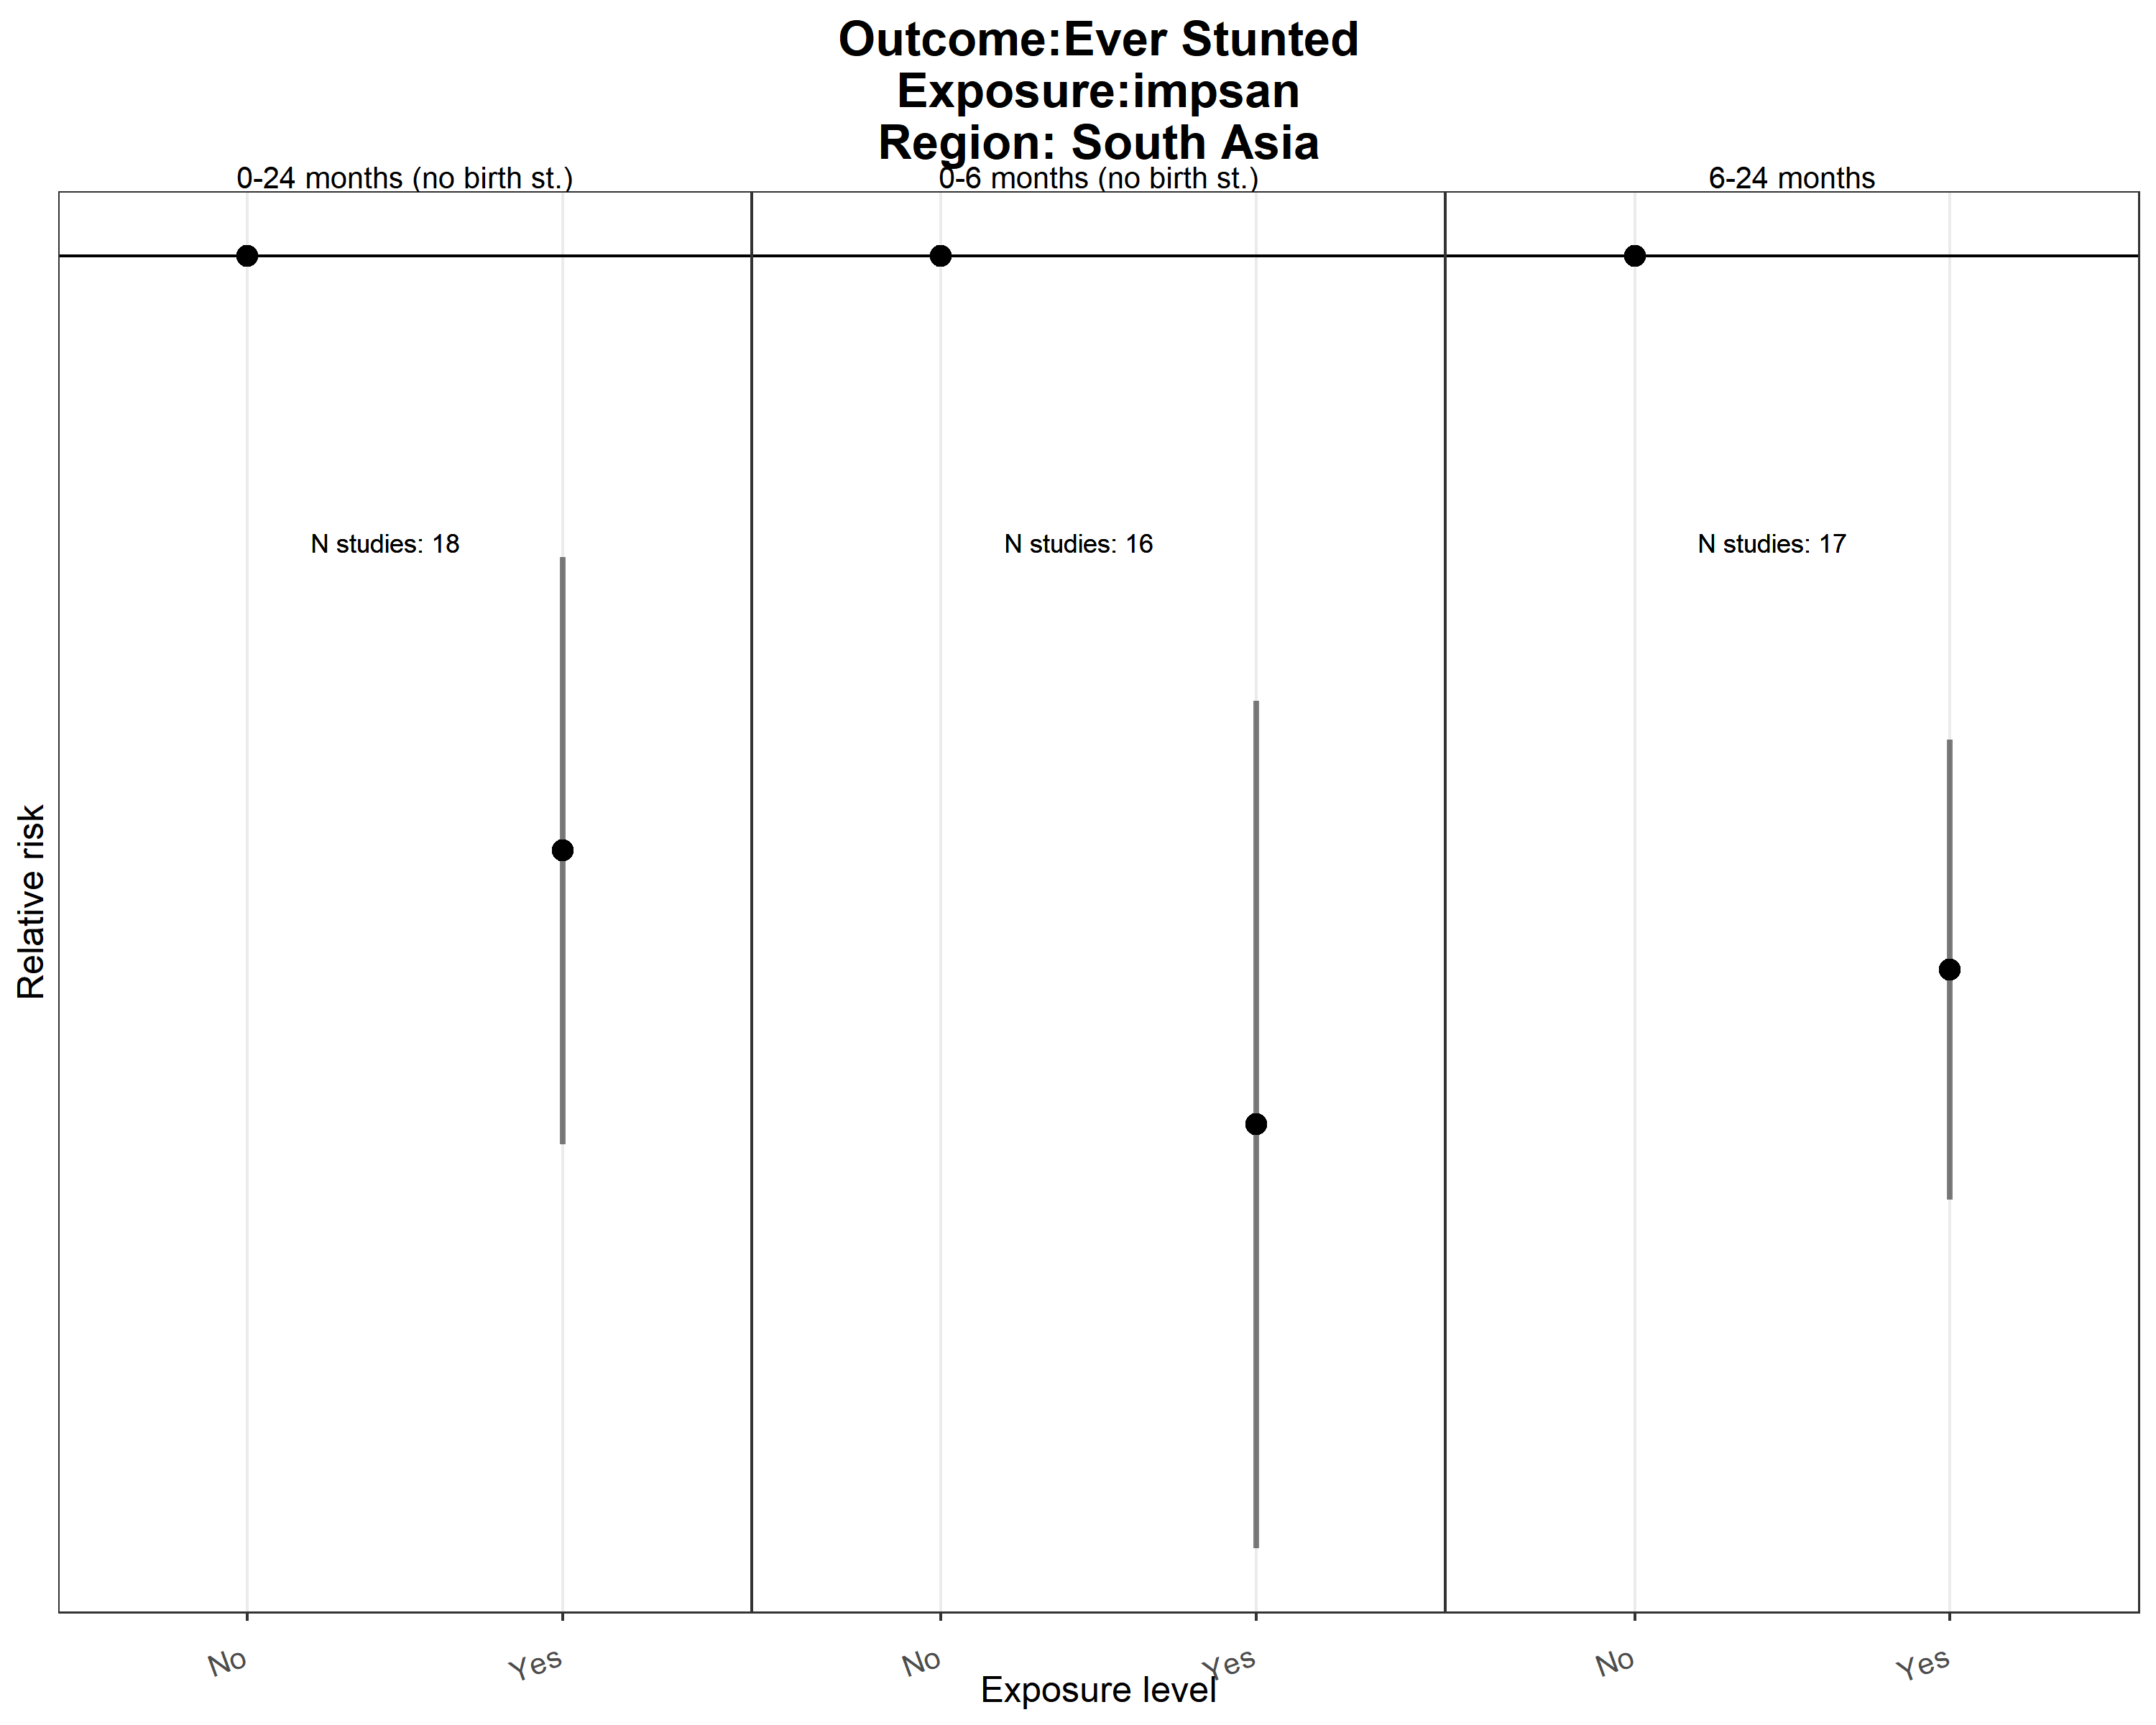 Outcome:Ever Stunted
Exposure:impsan
Region: South Asia
0-24 months (no birth st.)
0-6 months (no birth st.)
6-24 months
N studies: 18
N studies: 16
N studies: 17
Relative risk
No
Yes
No
Yes
No
Yes
Exposure level